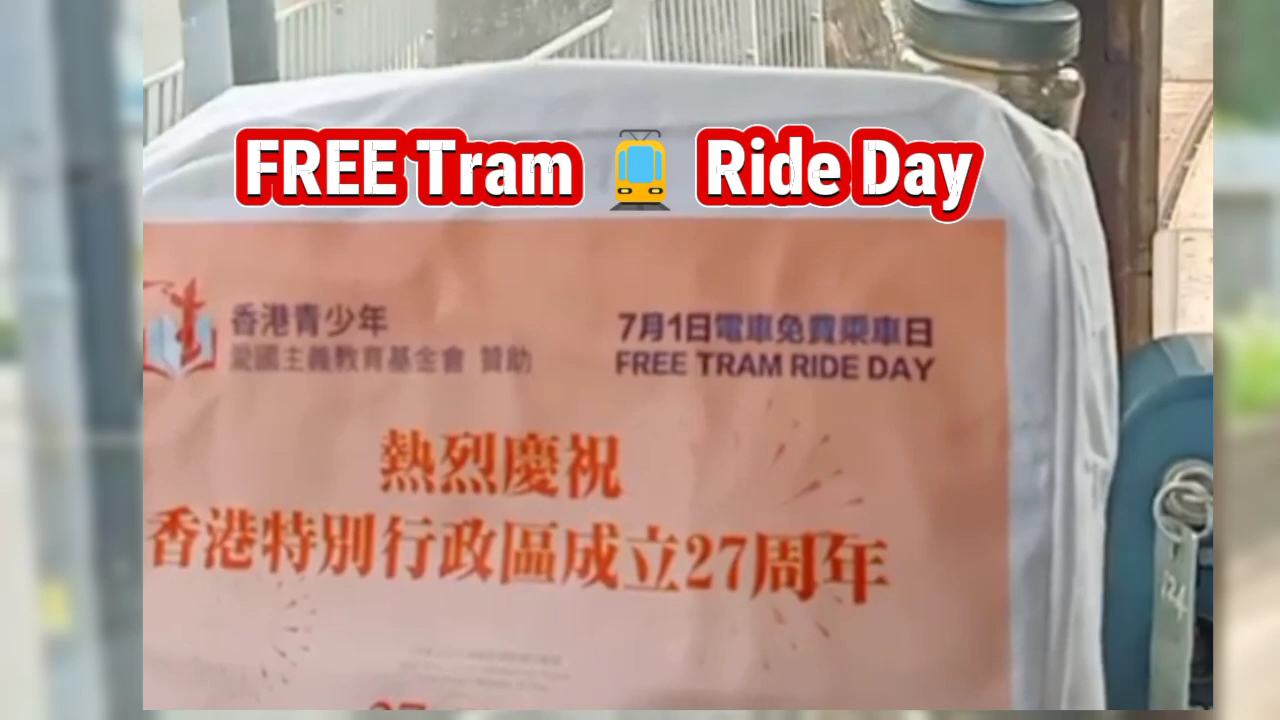 FREE Tram Ride Day
香港青少年
愛國主義教育基金會 贊助
7月1日電車免費乘車日
FREE TRAM RIDE DAY
熱烈慶祝
香港特別行政區成立27周年